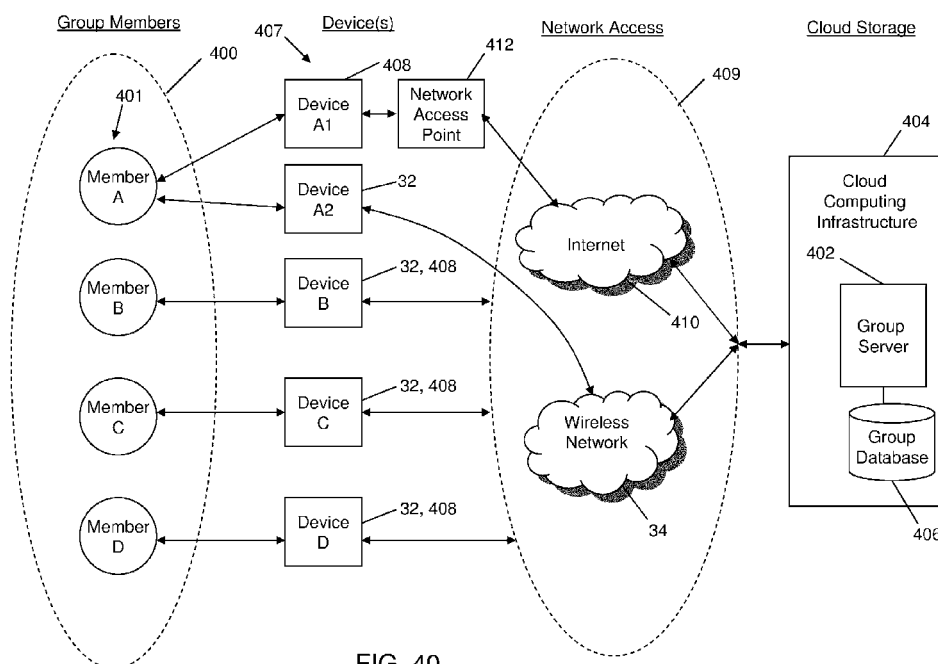 Group Members
Device(s)
Network Access
Cloud Storage
400
401
407
408
412
409
404
Member
A
Device
A1
Network
Access
Point
32
Device
A2
Cloud
Computing
Infrastructure
402
Internet
410
Group
Server
Member
B
32, 408
Device
B
Member
C
32, 408
Device
C
Wireless
Network
34
Group
Database
406
Member
D
32, 408
Device
D